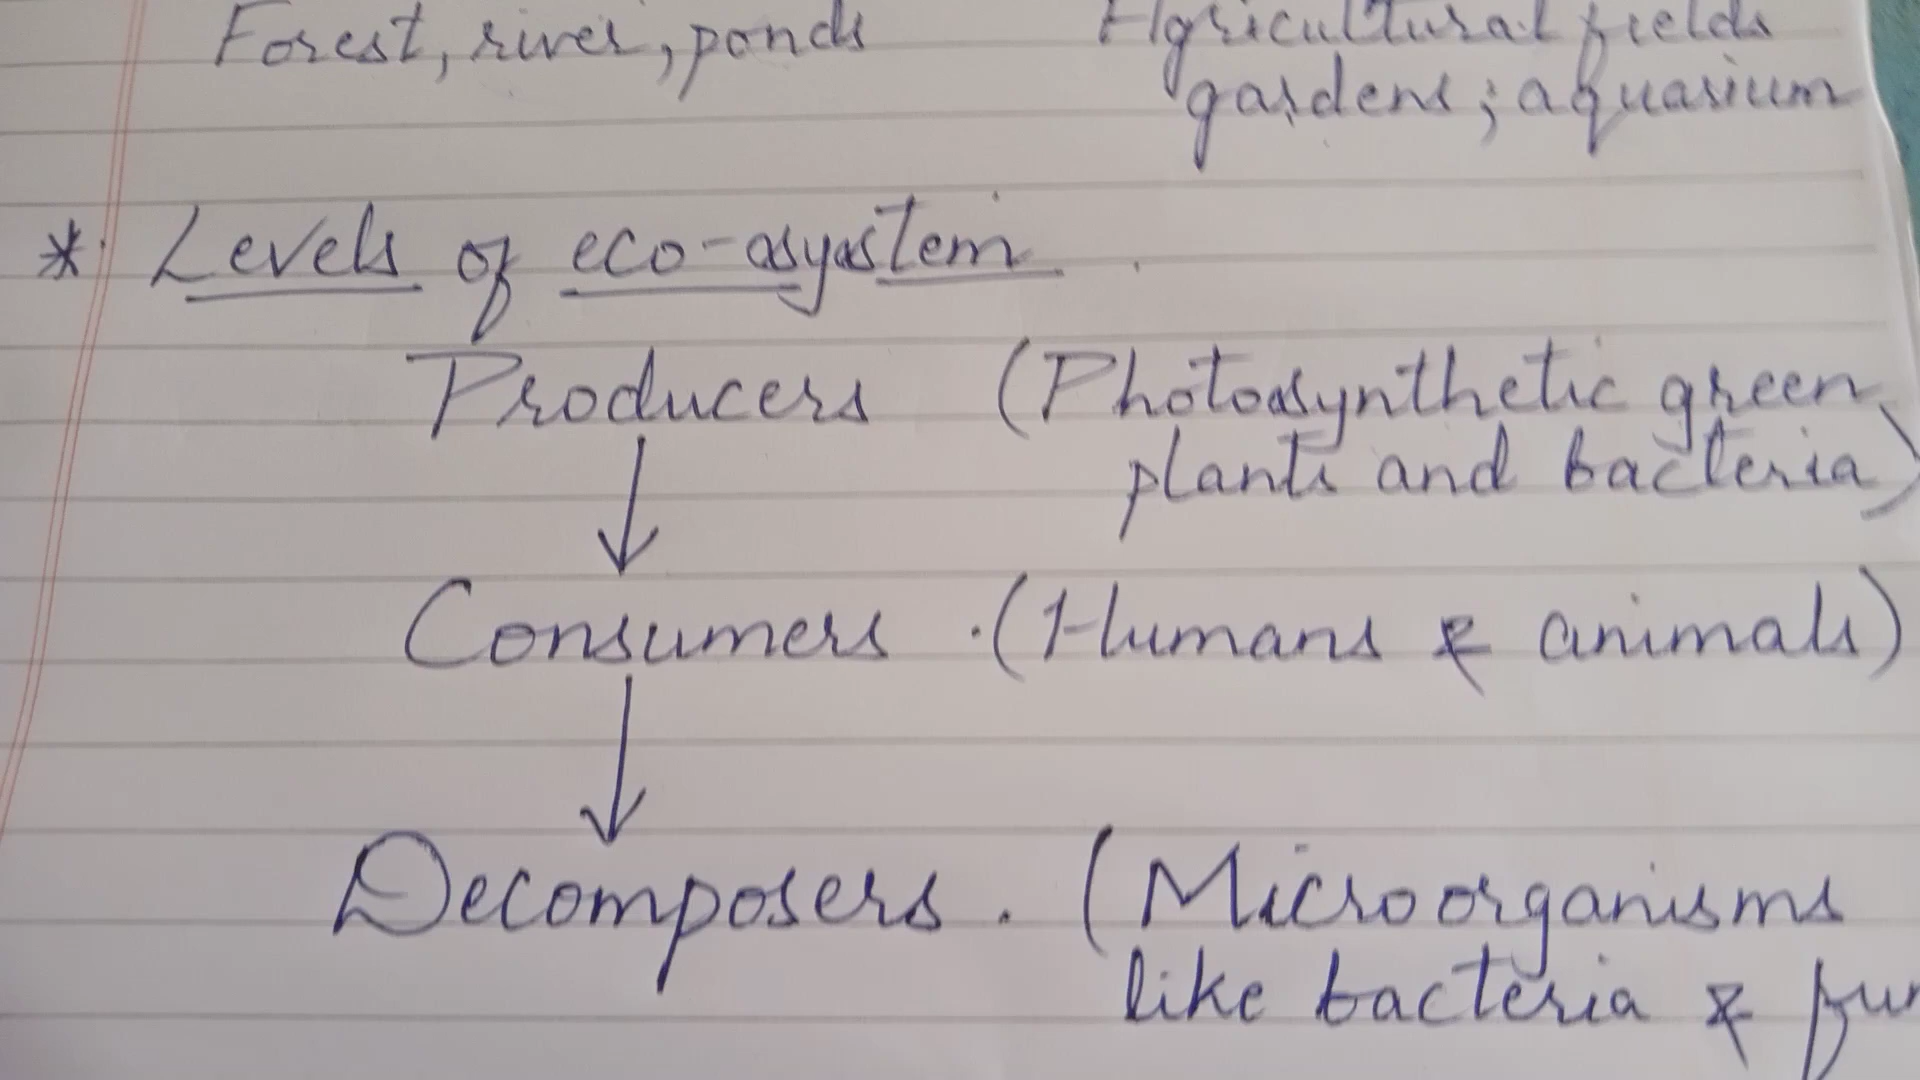 Forest, river, ponds
Agricultural fields
gardens; aquarium
* Levels of eco-system
Producers (Photosynthetic green
plants and bacteria)
Consumers (Humans & animals)
Decomposers. (Microorganisms
like bacteria &